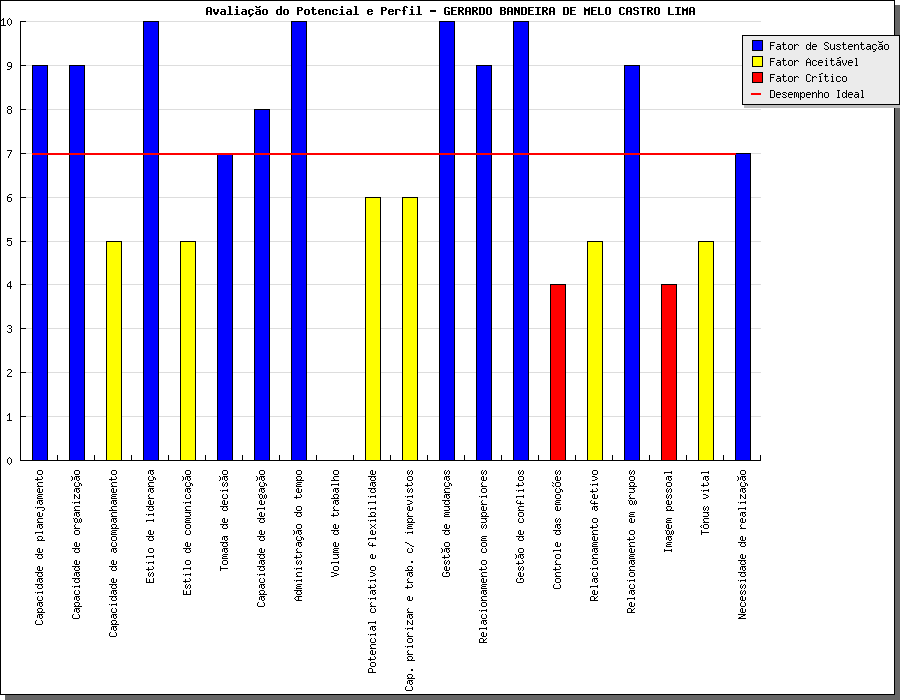 Avaliação do Potencial e Perfil - GERARDO BANDEIRA DE MELO CASTRO LIMA
Fator de Sustentação
Fator Aceitável
Fator Crítico
Desempenho Ideal
10
9
8
7
6
5
4
3
2
1
0
Capacidade de planejamento
Capacidade de organização
Capacidade de acompanhamento
Estilo de liderança
Estilo de comunicação
Tomada de decisão
Capacidade de delegação
Administração do tempo
Volume de trabalho
Potencial criativo e flexibilidade
Cap. priorizar e trab. c/ imprevistos
Gestão de mudanças
Relacionamento com superiores
Gestão de conflitos
Controle das emoções
Relacionamento afetivo
Relacionamento em grupos
Imagem pessoal
Tônus vital
Necessidade de realização